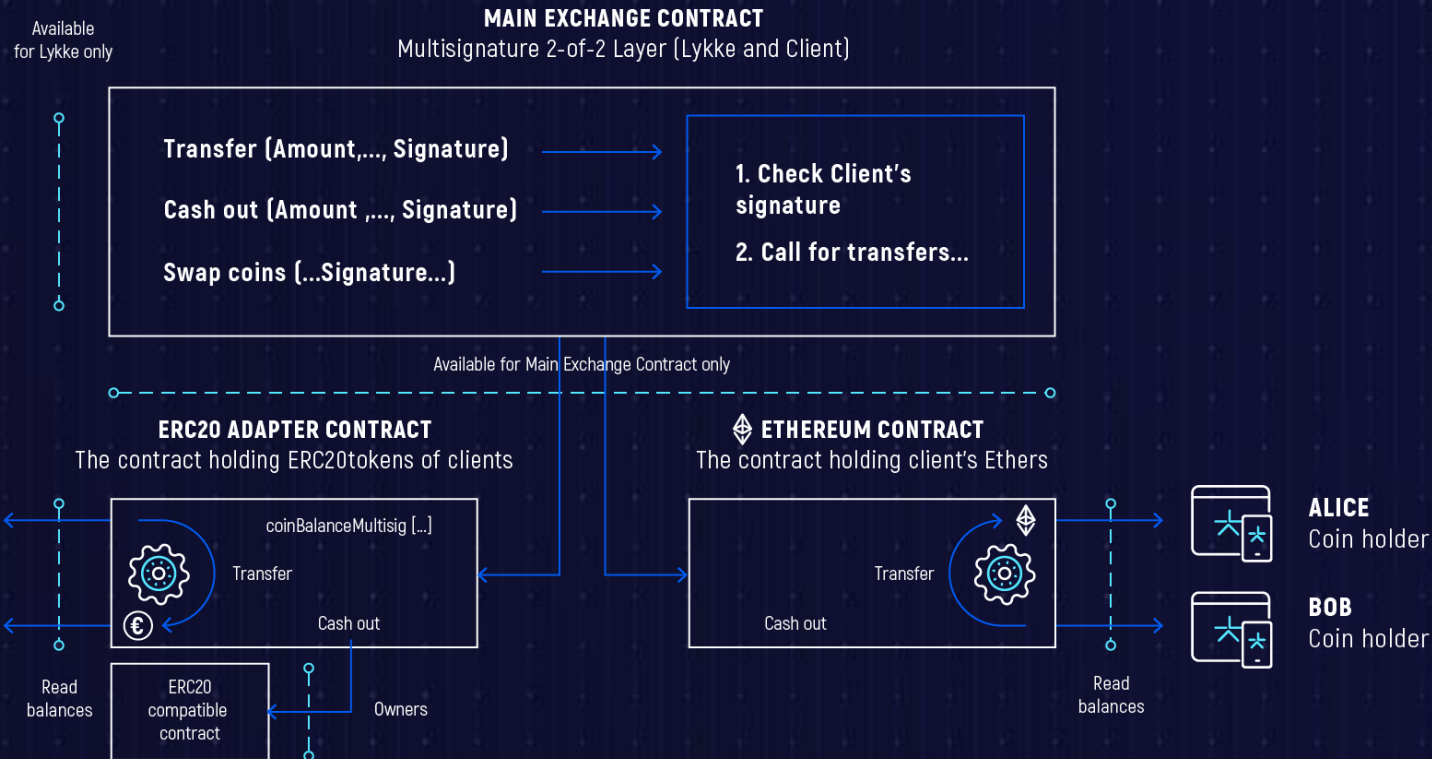 Available
for Lykke only
MAIN EXCHANGE CONTRACT
Multisignature 2-of-2 Layer (Lykke and Client)
Transfer (Amount,..., Signature)
Cash out (Amount ,..., Signature)
Swap coins (...Signature...)
1. Check Client's
signature
2. Call for transfers...
Available for Main Exchange Contract only
ERC20 ADAPTER CONTRACT
The contract holding ERC20tokens of clients
coinBalanceMultisig [...]
Transfer
€
Cash out
Read
balances
ERC20
compatible
contract
Owners
ETHEREUM CONTRACT
The contract holding client's Ethers
Transfer
Cash out
Read
balances
ALICE
Coin holder
BOB
Coin holder